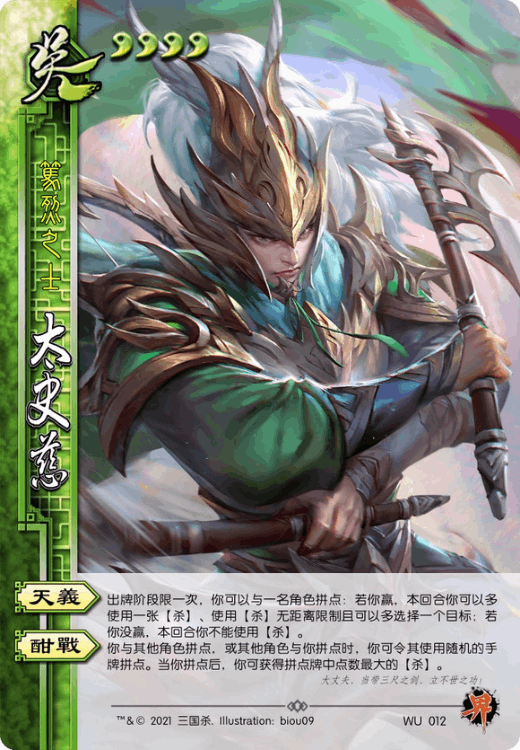 吴
篤烈之士
太史慈
天義
出牌阶段限一次，你可以与一名角色拼点：若你赢，本回合你可以多
使用一张【杀】、使用【杀】无距离限制且可以多选择一个目标；若
你没赢，本回合你不能使用【杀】。
酣戰
你与其他角色拼点，或其他角色与你拼点时，你可令其使用随机的手
牌拼点。当你拼点后，你可获得拼点牌中点数最大的【杀】。
大丈夫，当带三尺之剑，立不世之功！
界
™&© 2021 三国杀. Illustration: biou09
WU 012